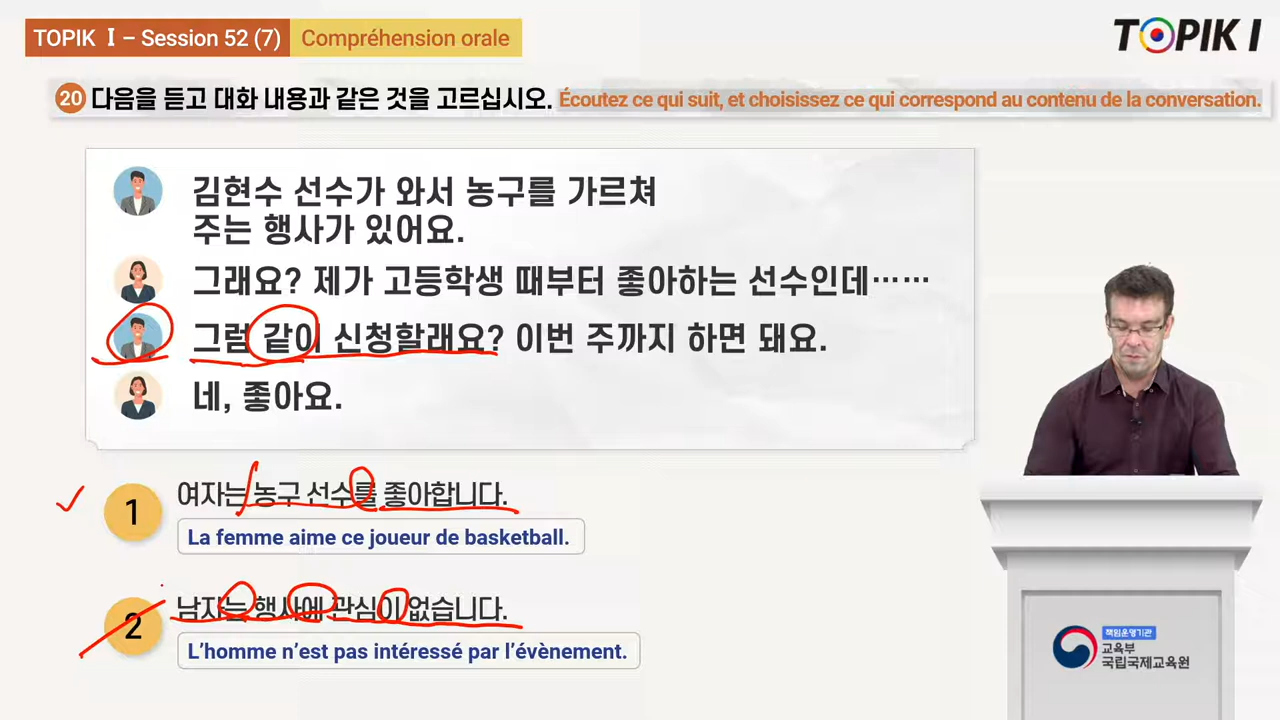 TOPIK Ⅰ – Session 52 (7) Compréhension orale
TOPIK I
20 다음을 듣고 대화 내용과 같은 것을 고르십시오. Écoutez ce qui suit, et choisissez ce qui correspond au contenu de la conversation.
김현수 선수가 와서 농구를 가르쳐
주는 행사가 있어요.
그래요? 제가 고등학생 때부터 좋아하는 선수인데……
그럼 같이 신청할래요? 이번 주까지 하면 돼요.
네, 좋아요.
1 여자는 농구 선수를 좋아합니다.
La femme aime ce joueur de basketball.
2 남자는 행사에 관심이 없습니다.
L’homme n’est pas intéressé par l’évènement.
책임운영기관
교육부
국립국제교육원